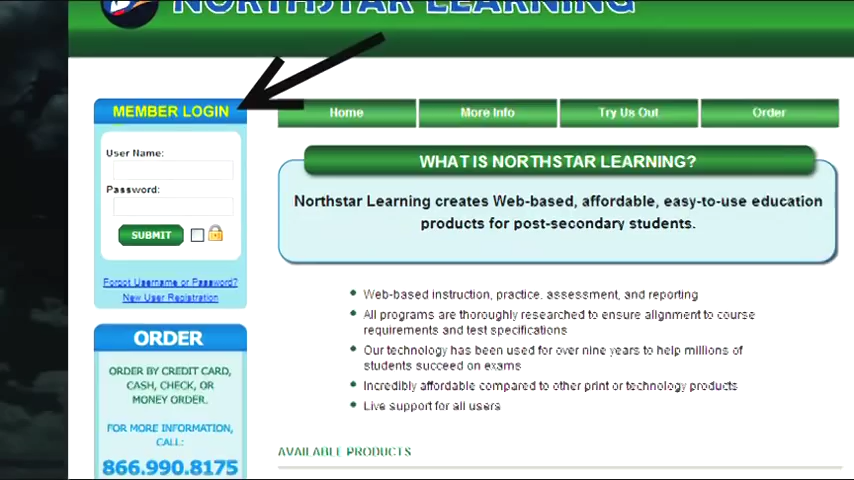 NORTHSTAR LEARNING
MEMBER LOGIN
User Name:
Password:
SUBMIT
Forgot Username or Password?
New User Registration
ORDER
ORDER BY CREDIT CARD,
CASH, CHECK, OR
MONEY ORDER.
FOR MORE INFORMATION,
CALL:
866.990.8175
Home
More Info
Try Us Out
Order
WHAT IS NORTHSTAR LEARNING?
Northstar Learning creates Web-based, affordable, easy-to-use education
products for post-secondary students.
Web-based instruction, practice, assessment, and reporting
All programs are thoroughly researched to ensure alignment to course
requirements and test specifications
Our technology has been used for over nine years to help millions of
students succeed on exams
Incredibly affordable compared to other print or technology products
Live support for all users
AVAILABLE PRODUCTS